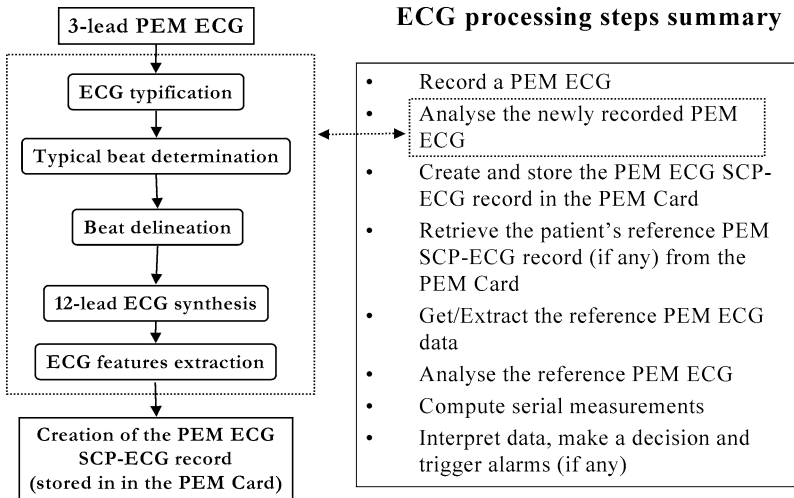 3-lead PEM ECG
ECG typification
Typical beat determination
Beat delineation
12-lead ECG synthesis
ECG features extraction
Creation of the PEM ECG
SCP-ECG record
(stored in in the PEM Card)
ECG processing steps summary
• Record a PEM ECG
• Analyse the newly recorded PEM
ECG
• Create and store the PEM ECG SCP-
ECG record in the PEM Card
• Retrieve the patient’s reference PEM
SCP-ECG record (if any) from the
PEM Card
• Get/Extract the reference PEM ECG
data
• Analyse the reference PEM ECG
• Compute serial measurements
• Interpret data, make a decision and
trigger alarms (if any)